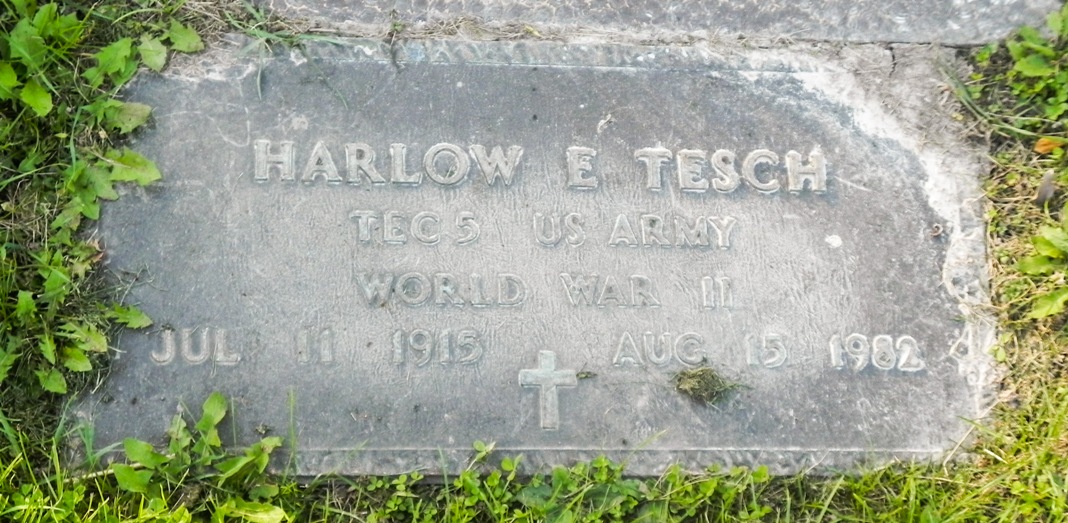 HARLOW E TESCH
TEC 5 US ARMY
WORLD WAR II
JUL 11 1915 AUG 15 1982